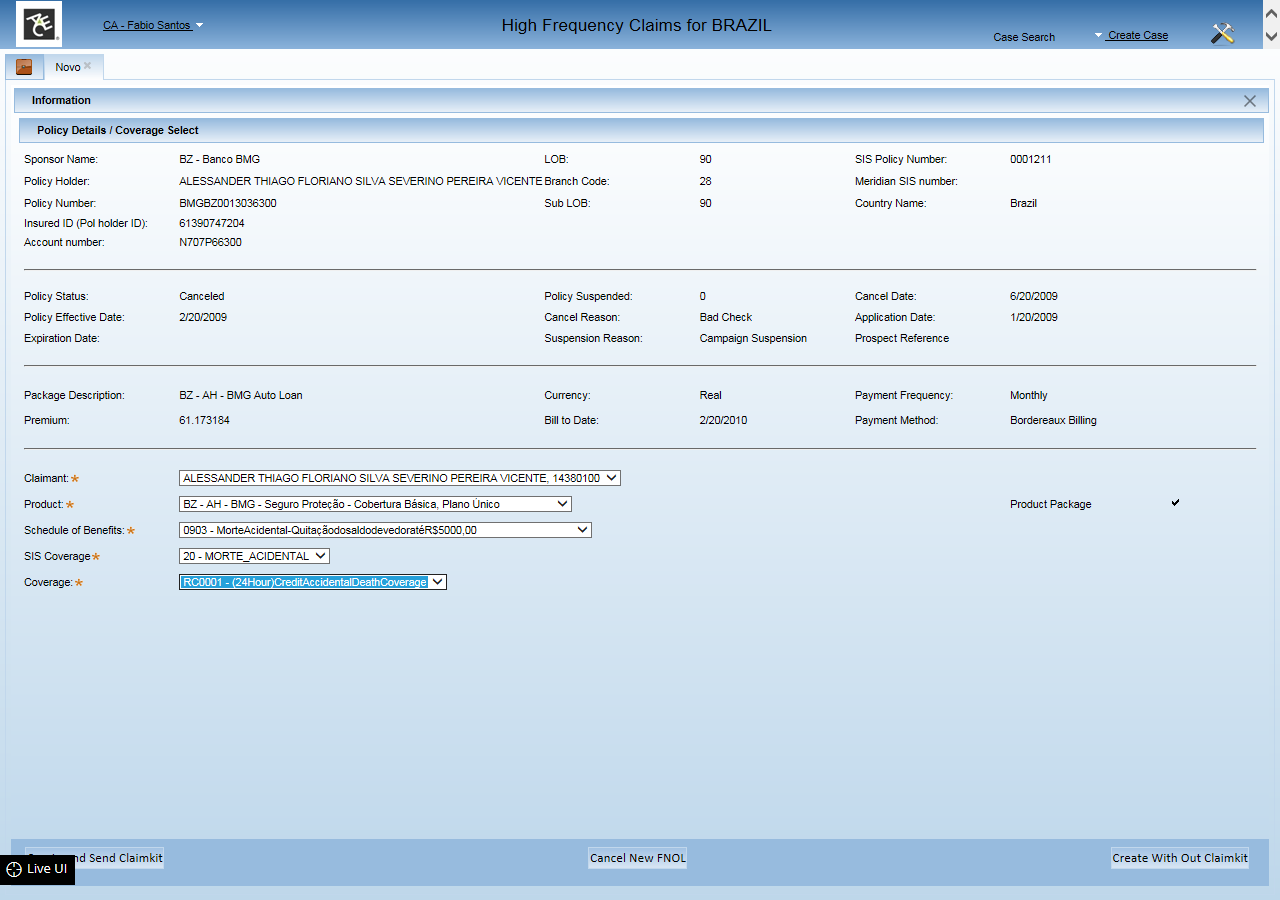 ACE CA - Fabio Santos High Frequency Claims for BRAZIL Case Search Create Case
Novo
Information
Policy Details / Coverage Select
Sponsor Name: BZ - Banco BMG LOB: 90 SIS Policy Number: 0001211
Policy Holder: ALESSANDER THIAGO FLORIANO SILVA SEVERINO PEREIRA VICENTE Branch Code: 28 Meridian SIS number:
Policy Number: BMGBZ0013036300 Sub LOB: 90 Country Name: Brazil
Insured ID (Pol holder ID): 61390747204
Account number: N707P66300
Policy Status: Canceled Policy Suspended: 0 Cancel Date: 6/20/2009
Policy Effective Date: 2/20/2009 Cancel Reason: Bad Check Application Date: 1/20/2009
Expiration Date: Suspension Reason: Campaign Suspension Prospect Reference
Package Description: BZ - AH - BMG Auto Loan Currency: Real Payment Frequency: Monthly
Premium: 61.173184 Bill to Date: 2/20/2010 Payment Method: Bordereaux Billing
Claimant: ALESSANDER THIAGO FLORIANO SILVA SEVERINO PEREIRA VICENTE, 14380100
Product: BZ - AH - BMG - Seguro Proteção - Cobertura Básica, Plano Único Product Package
Schedule of Benefits: 0903 - MorteAcidental-QuitaçãodosaldodevedoratéR$5000,00
SIS Coverage 20 - MORTE_ACIDENTAL
Coverage: RC0001 - (24Hour)CreditAccidentalDeathCoverage
Send Claimkit Cancel New FNOL Create With Out Claimkit
Live UI